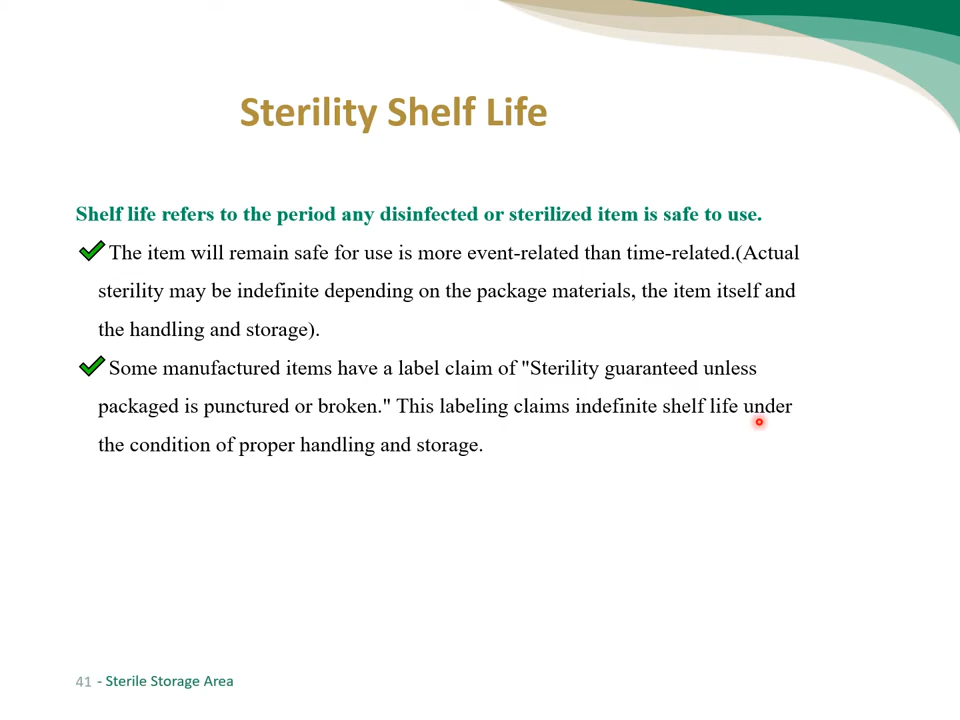 Sterility Shelf Life
Shelf life refers to the period any disinfected or sterilized item is safe to use.
The item will remain safe for use is more event-related than time-related.(Actual
sterility may be indefinite depending on the package materials, the item itself and
the handling and storage).
Some manufactured items have a label claim of "Sterility guaranteed unless
packaged is punctured or broken." This labeling claims indefinite shelf life under
the condition of proper handling and storage.
41 - Sterile Storage Area